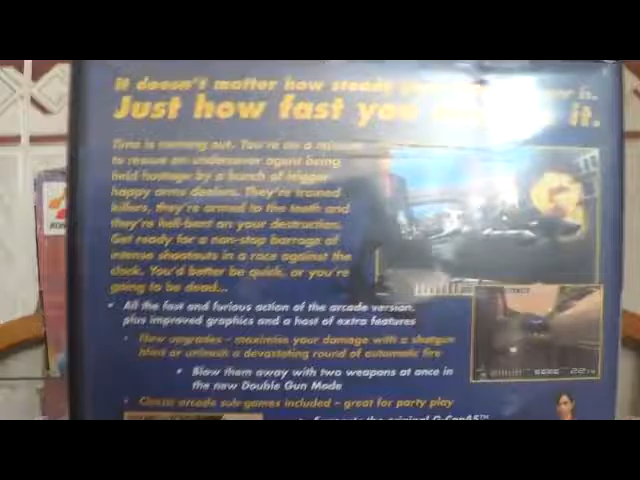 It doesn't matter how steady
Just how fast you it.
Time is running out. You're on a mission
to rescue an undercover agent being
held hostage by a bunch of trigger
happy arms dealers. They're trained
killers, they're armed to the teeth and
they're hell-bent on your destruction.
Get ready for a non-stop barrage of
intense shootouts in a race against the
clock. You'd better be quick, or you're
going to be dead...
• All the fast and furious action of the arcade version,
plus improved graphics and a host of extra features
• New upgrades – maximise your damage with a shotgun
blast or unleash a devastating round of automatic fire
• Blow them away with two weapons at once in
the new Double Gun Mode
• Classic arcade sub-games included – great for party play
Supports the original G-Con45™